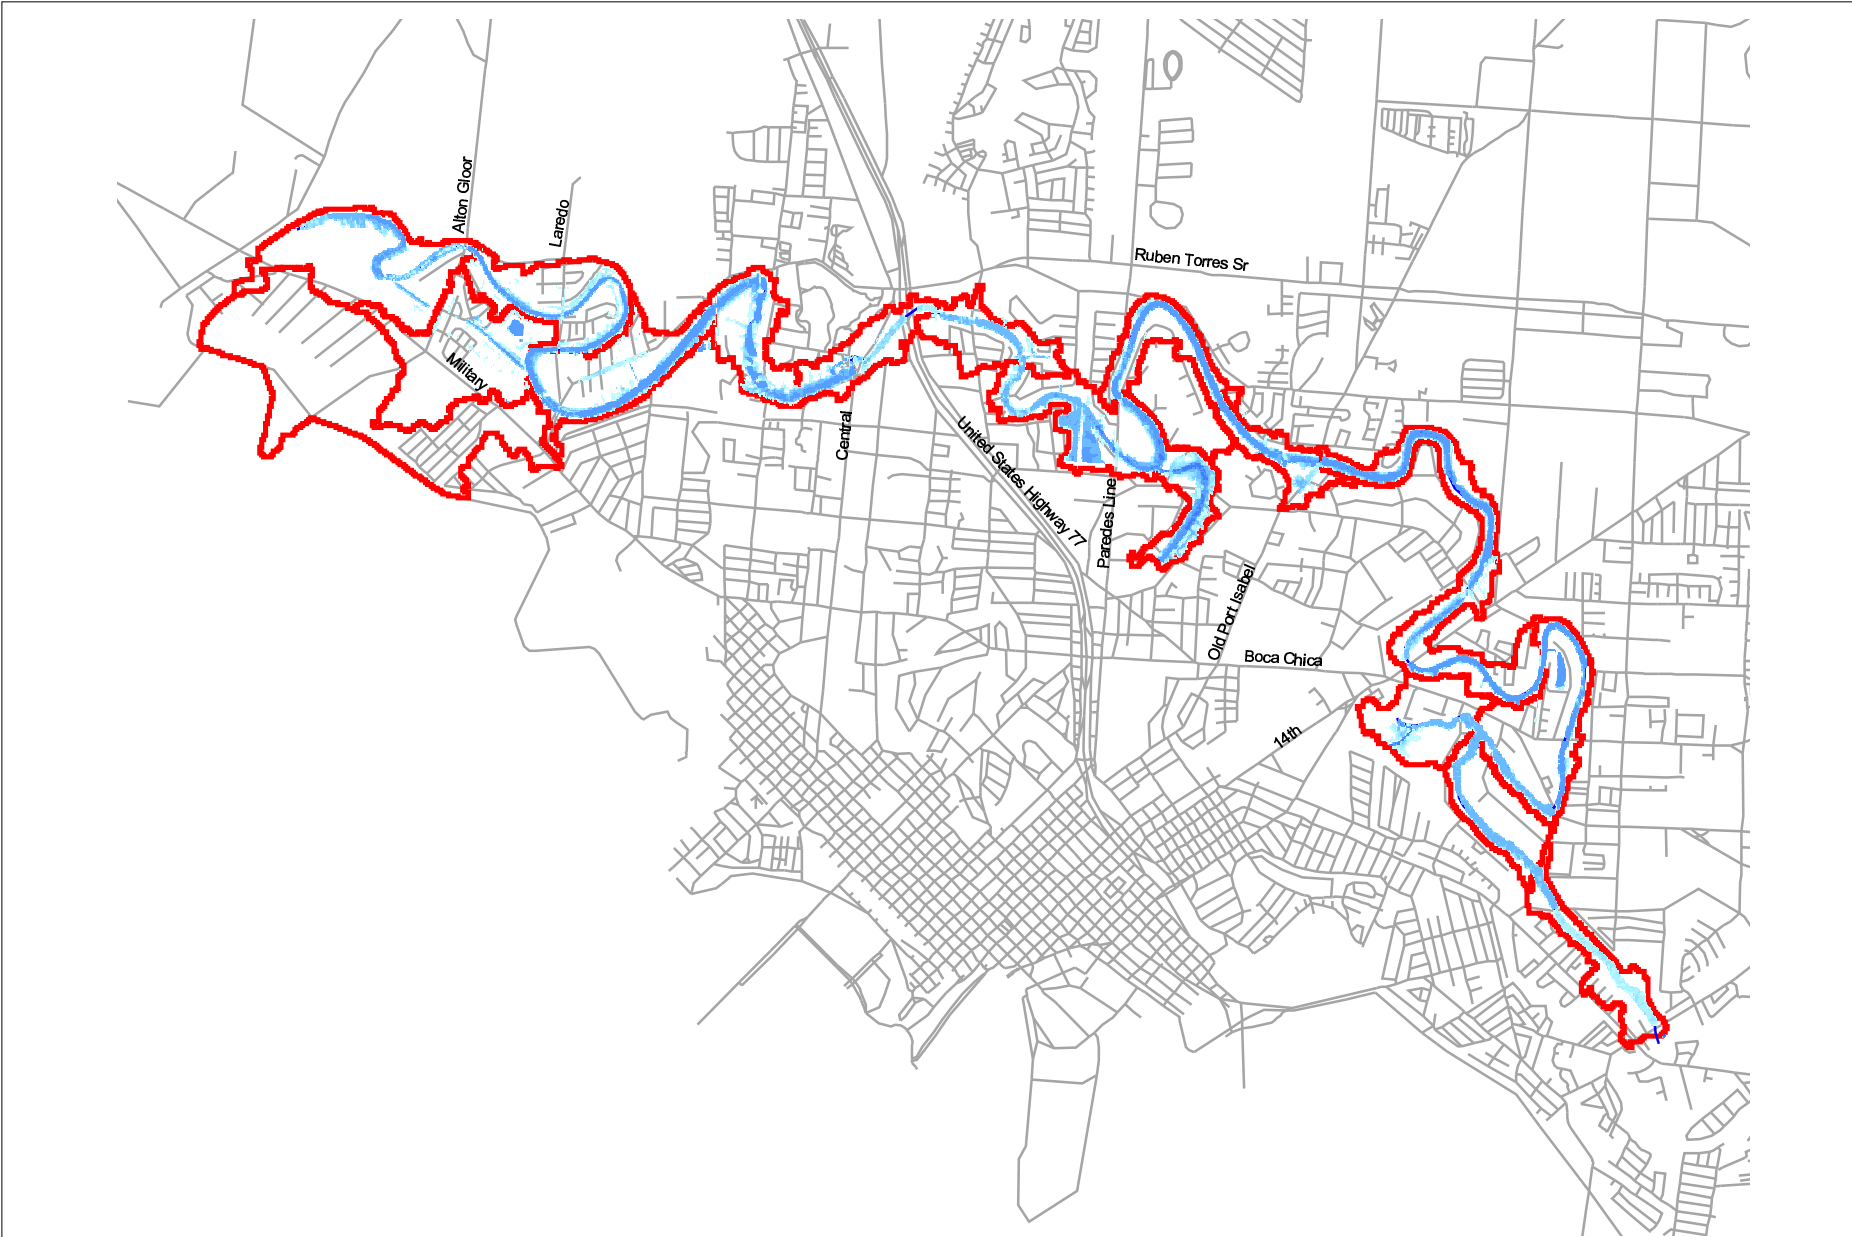 Alton Gloor
Laredo
Ruben Torres Sr
Military
Central
United States Highway 77
Paredes Line
Old Port Isabel
Boca Chica
14th